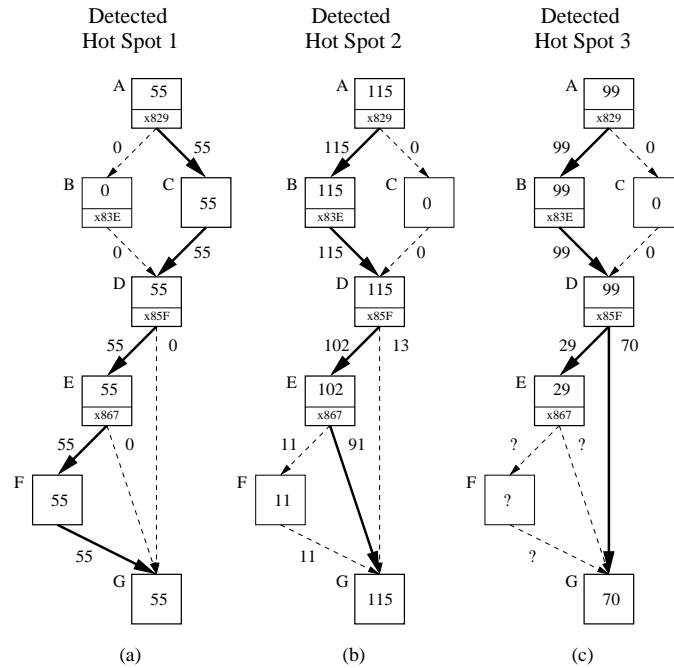 Detected
Hot Spot 1
A
55
x829
0
55
B
0
x83E
C
55
0
55
D
55
x85F
55
0
E
55
x867
55
0
F
55
55
G
55
(a)
Detected
Hot Spot 2
A
115
x829
115
0
B
115
x83E
C
0
115
0
D
115
x85F
102
13
E
102
x867
11
91
F
11
11
G
115
(b)
Detected
Hot Spot 3
A
99
x829
99
0
B
99
x83E
C
0
99
0
D
99
x85F
29
70
E
29
x867
?
?
F
?
?
G
70
(c)